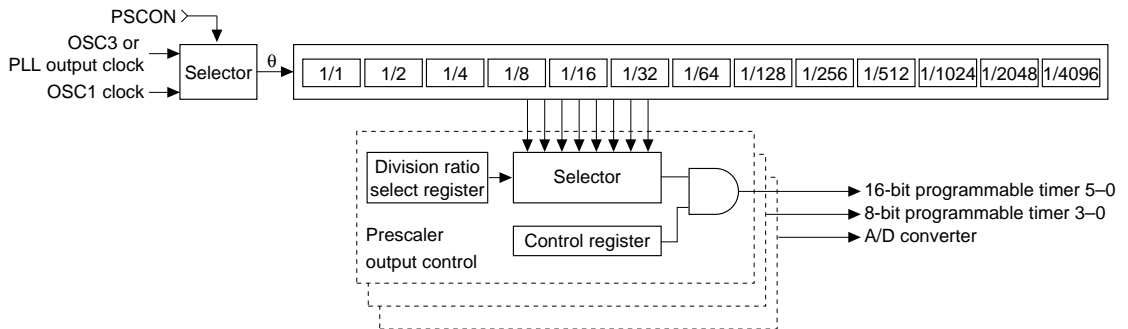 PSCON
OSC3 or
PLL output clock
OSC1 clock
Selector
θ
1/1
1/2
1/4
1/8
1/16
1/32
1/64
1/128
1/256
1/512
1/1024
1/2048
1/4096
Division ratio
select register
Selector
Control register
Prescaler
output control
16-bit programmable timer 5–0
8-bit programmable timer 3–0
A/D converter